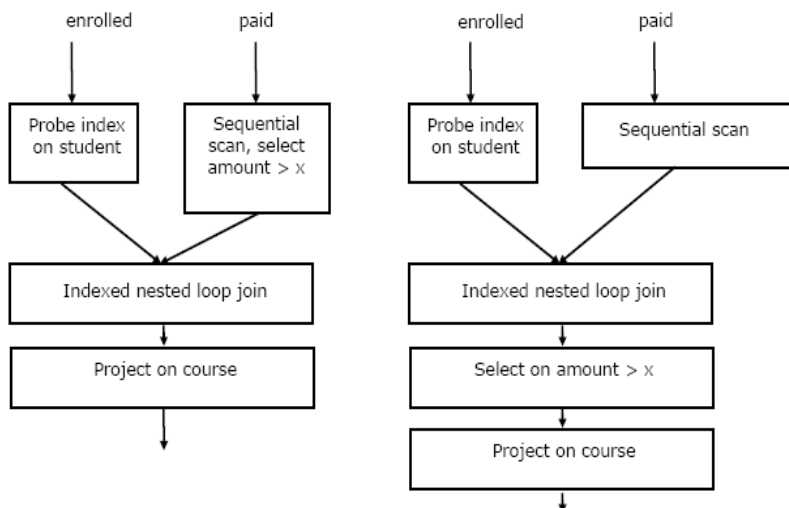 enrolled
paid
Probe index
on student
Sequential
scan, select
amount > x
Indexed nested loop join
Project on course
enrolled
paid
Probe index
on student
Sequential scan
Indexed nested loop join
Select on amount > x
Project on course